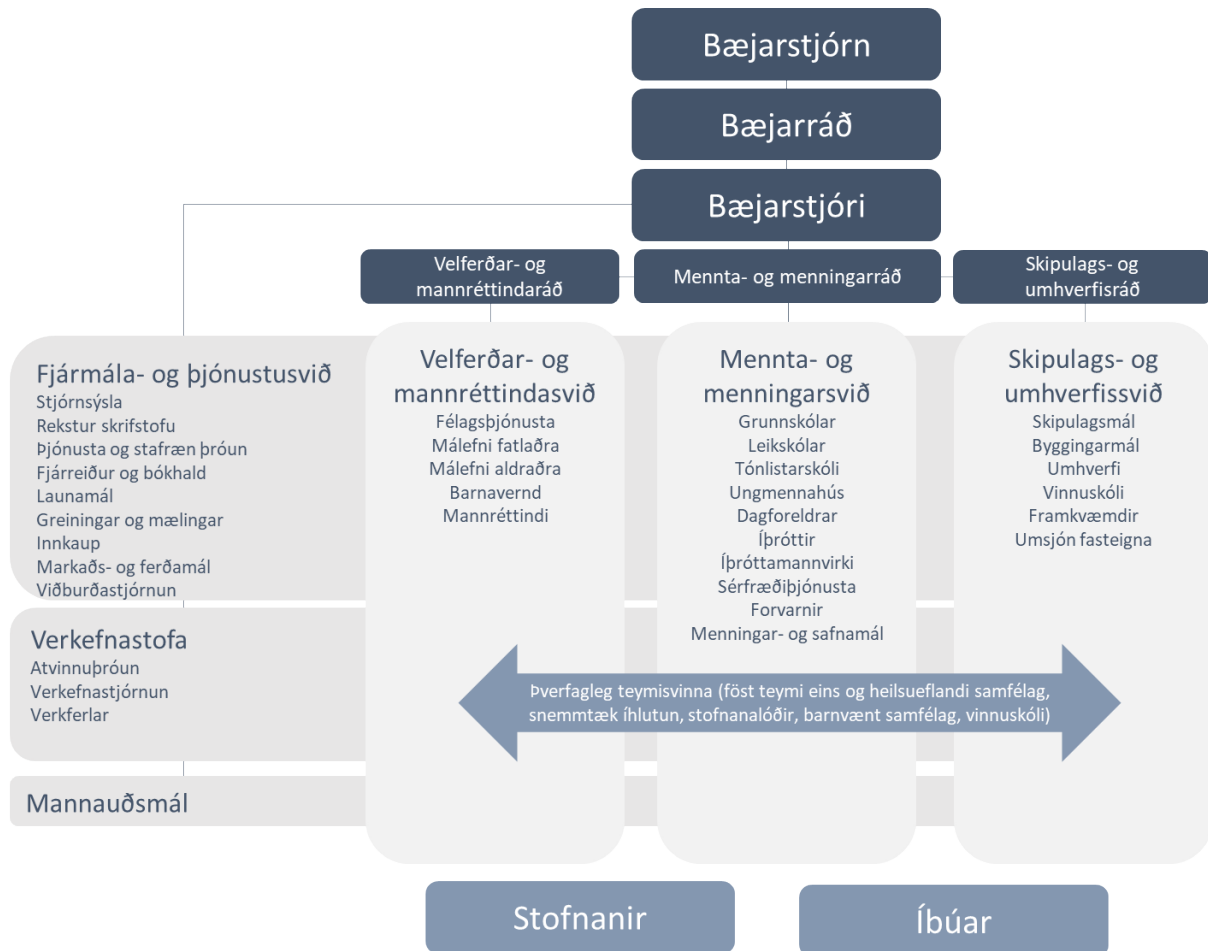 Bæjarstjórn
Bæjarráð
Bæjarstjóri
Velferðar- og
mannréttindaráð
Mennta- og menningarráð
Skipulags- og
umhverfisráð
Fjármála- og þjónustusvið
Stjórnsýsla
Rekstur skrifstofu
Þjónusta og stafræn þróun
Fjárreiður og bókhald
Launamál
Greiningar og mælingar
Innkaup
Markaðs- og ferðamál
Viðburðastjórnun
Velferðar- og
mannréttindasvið
Félagsþjónusta
Málefni fatlaðra
Málefni aldraðra
Barnavernd
Mannréttindi
Mennta- og
menningarsvið
Grunnskólar
Leikskólar
Tónlistarskóli
Ungmennahús
Dagforeldrar
Íþróttir
Íþróttamannvirki
Sérfræðiþjónusta
Forvarnir
Menningar- og safnamál
Skipulags- og
umhverfissvið
Skipulagsmál
Byggingarmál
Umhverfi
Vinnuskóli
Framkvæmdir
Umsjón fasteigna
Verkefnastofa
Atvinnuþróun
Verkefnastjórnun
Verkferlar
Þverfagleg teymisvinna (föst teymi eins og heilsueflandi samfélag,
snemmtæk íhlutun, stofnanalóðir, barnvænt samfélag, vinnuskóli)
Mannauðsmál
Stofnanir
Íbúar